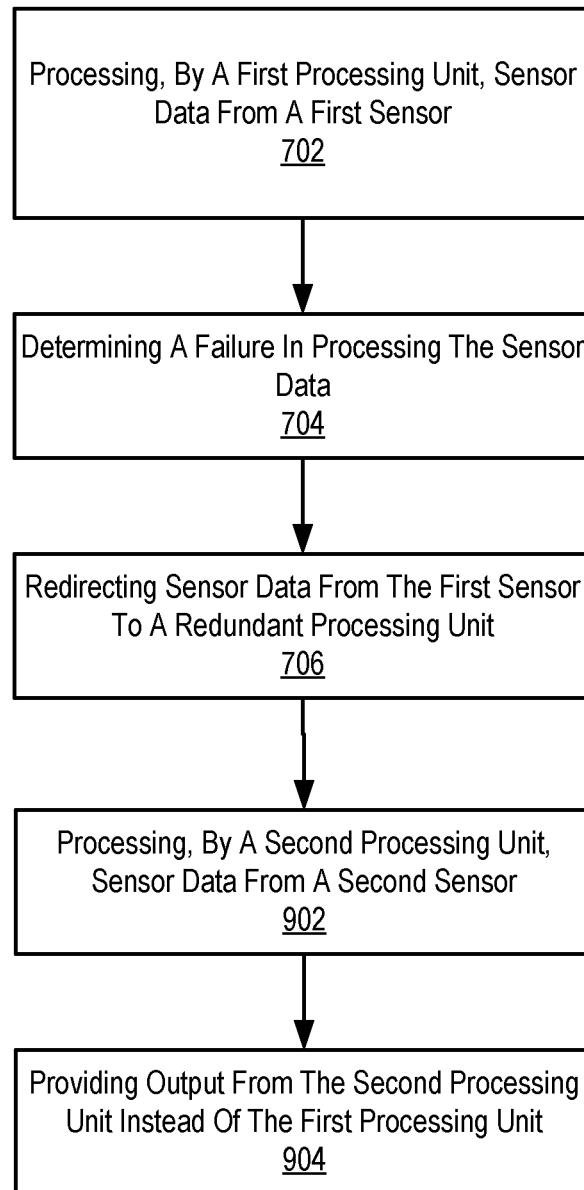 Processing, By A First Processing Unit, Sensor
Data From A First Sensor
702
Determining A Failure In Processing The Sensor
Data
704
Redirecting Sensor Data From The First Sensor
To A Redundant Processing Unit
706
Processing, By A Second Processing Unit,
Sensor Data From A Second Sensor
902
Providing Output From The Second Processing
Unit Instead Of The First Processing Unit
904